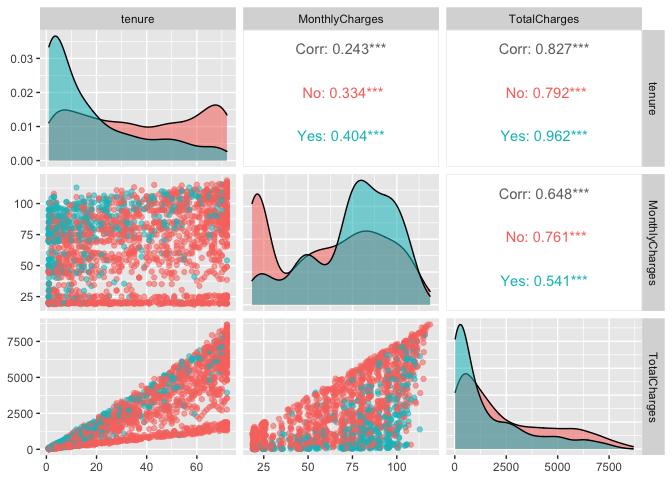 tenure MonthlyCharges TotalCharges
0.03
0.02
0.01
0.00
Corr: 0.243***
No: 0.334***
Yes: 0.404***
Corr: 0.827***
No: 0.792***
Yes: 0.962***
tenure
100
75
50
25
Corr: 0.648***
No: 0.761***
Yes: 0.541***
MonthlyCharges
7500
5000
2500
0
TotalCharges
0 20 40 60
25 50 75 100
0 2500 5000 7500